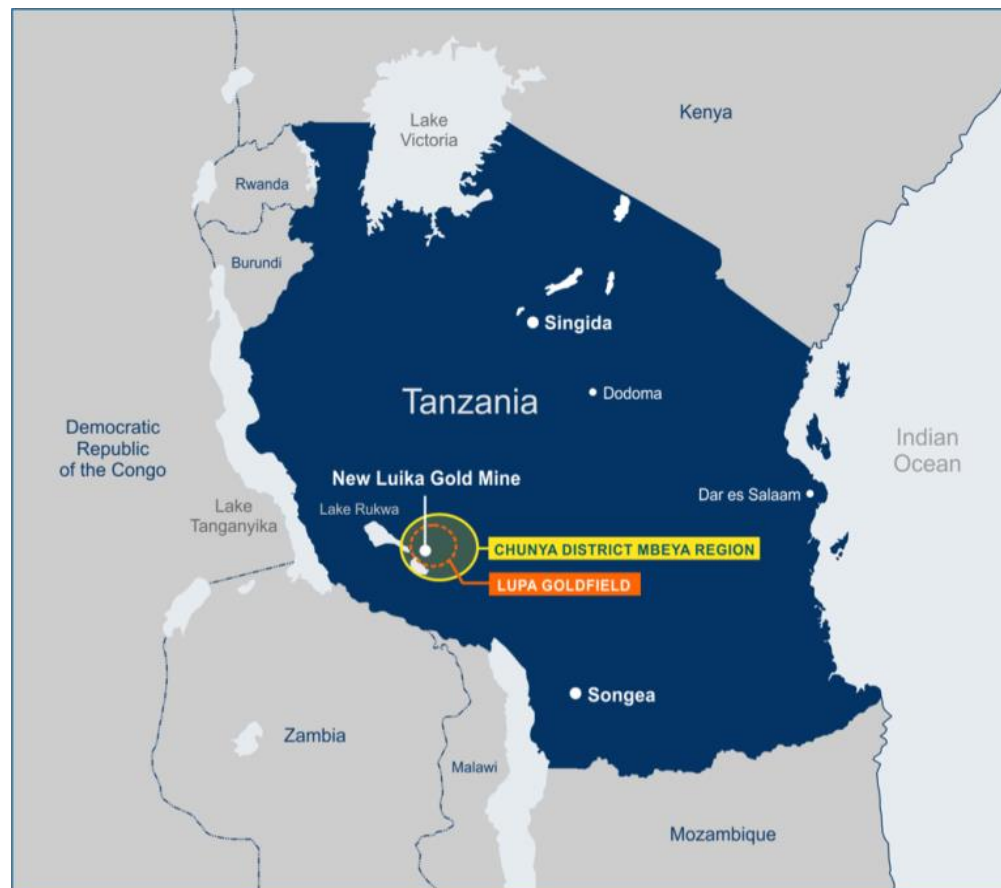 Lake
Victoria
Kenya
Rwanda
Burundi
Singida
Tanzania
Dodoma
Democratic
Republic
of the Congo
Indian
Ocean
New Luika Gold Mine
Dar es Salaam
Lake
Tanganyika
Lake Rukwa
CHUNYA DISTRICT MBEYA REGION
LUPA GOLDFIELD
Songea
Zambia
Malawi
Mozambique